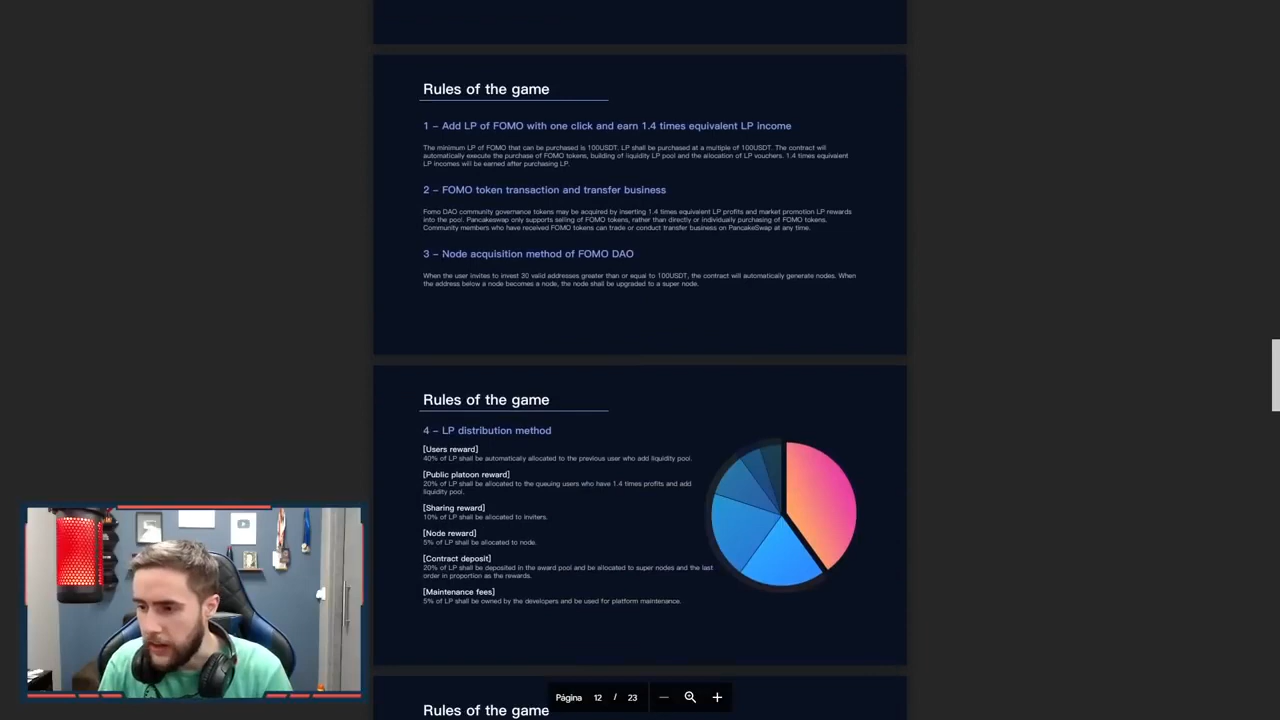 Rules of the game
1 – Add LP of FOMO with one click and earn 1.4 times equivalent LP income
The minimum LP of FOMO that can be purchased is 100USDT. LP shall be purchased at a multiple of 100USDT. The contract will
automatically execute the purchase of FOMO tokens, building of liquidity LP pool and the allocation of LP vouchers. 1.4 times equivalent
LP incomes will be earned after purchasing LP.
2 – FOMO token transaction and transfer business
Fomo DAO community governance tokens may be acquired by inserting 1.4 times equivalent LP profits and market promotion LP rewards
into the pool. Pancakeswap only supports selling of FOMO tokens, rather than directly or individually purchasing of FOMO tokens.
Community members who have received FOMO tokens can trade or conduct transfer business on PancakeSwap at any time.
3 – Node acquisition method of FOMO DAO
When the user invites to invest 30 valid addresses greater than or equal to 100USDT, the contract will automatically generate nodes. When
the address below a node becomes a node, the node shall be upgraded to a super node.
Rules of the game
4 – LP distribution method
[Users reward]
40% of LP shall be automatically allocated to the previous user who add liquidity pool.
[Public platoon reward]
20% of LP shall be allocated to the queuing users who have 1.4 times profits and add
liquidity pool.
[Sharing reward]
10% of LP shall be allocated to inviters.
[Node reward]
5% of LP shall be allocated to node.
[Contract deposit]
20% of LP shall be deposited in the award pool and be allocated to super nodes and the last
order in proportion as the rewards.
[Maintenance fees]
5% of LP shall be owned by the developers and be used for platform maintenance.
Rules of the game
Página 12 / 23